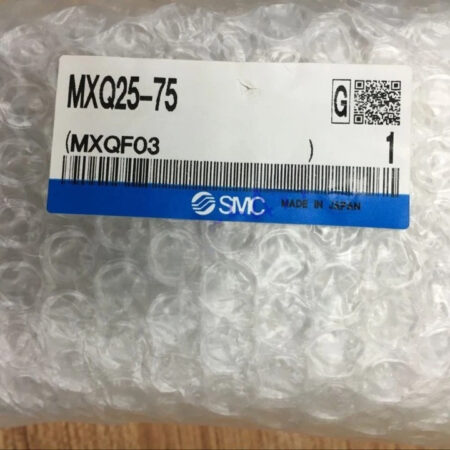 MXQ25-75
G
(MXQF03 ) 1
SMC MADE IN JAPAN